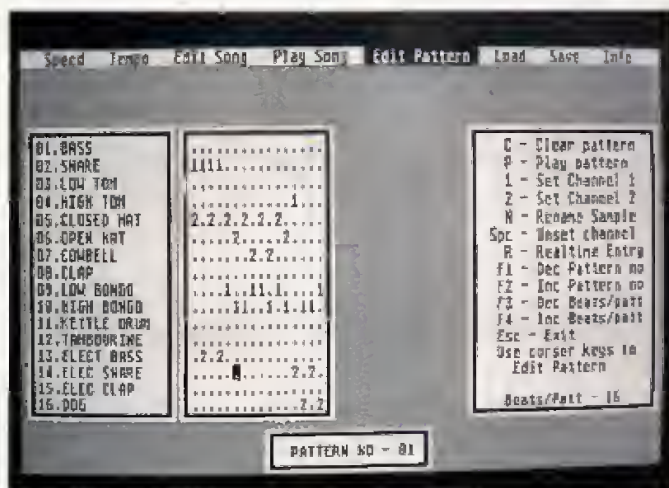 Speed Tempo Edit Song Play Song Edit Pattern Load Save Info
01.BASS
02.SNARE
03.LOW TOM
04.HIGH TOM
05.CLOSED HAT
06.OPEN HAT
07.COWBELL
08.CLAP
09.LOW BONGO
10.HIGH BONGO
11.KETTLE DRUM
12.TAMBOURINE
13.ELECT BASS
14.ELEC SNARE
15.ELEC CLAP
16.DOG
C - Clear pattern
P - Play pattern
1 - Set Channel 1
2 - Set Channel 2
N - Rename Sample
Spc - Unset channel
R - Realtime Entry
f1 - Dec Pattern no
f2 - Inc Pattern no
f3 - Dec Beats/patt
f4 - Inc Beats/patt
Esc - Exit
Use corser keys to
Edit Pattern
Beats/Patt - 16
PATTERN NO - 01